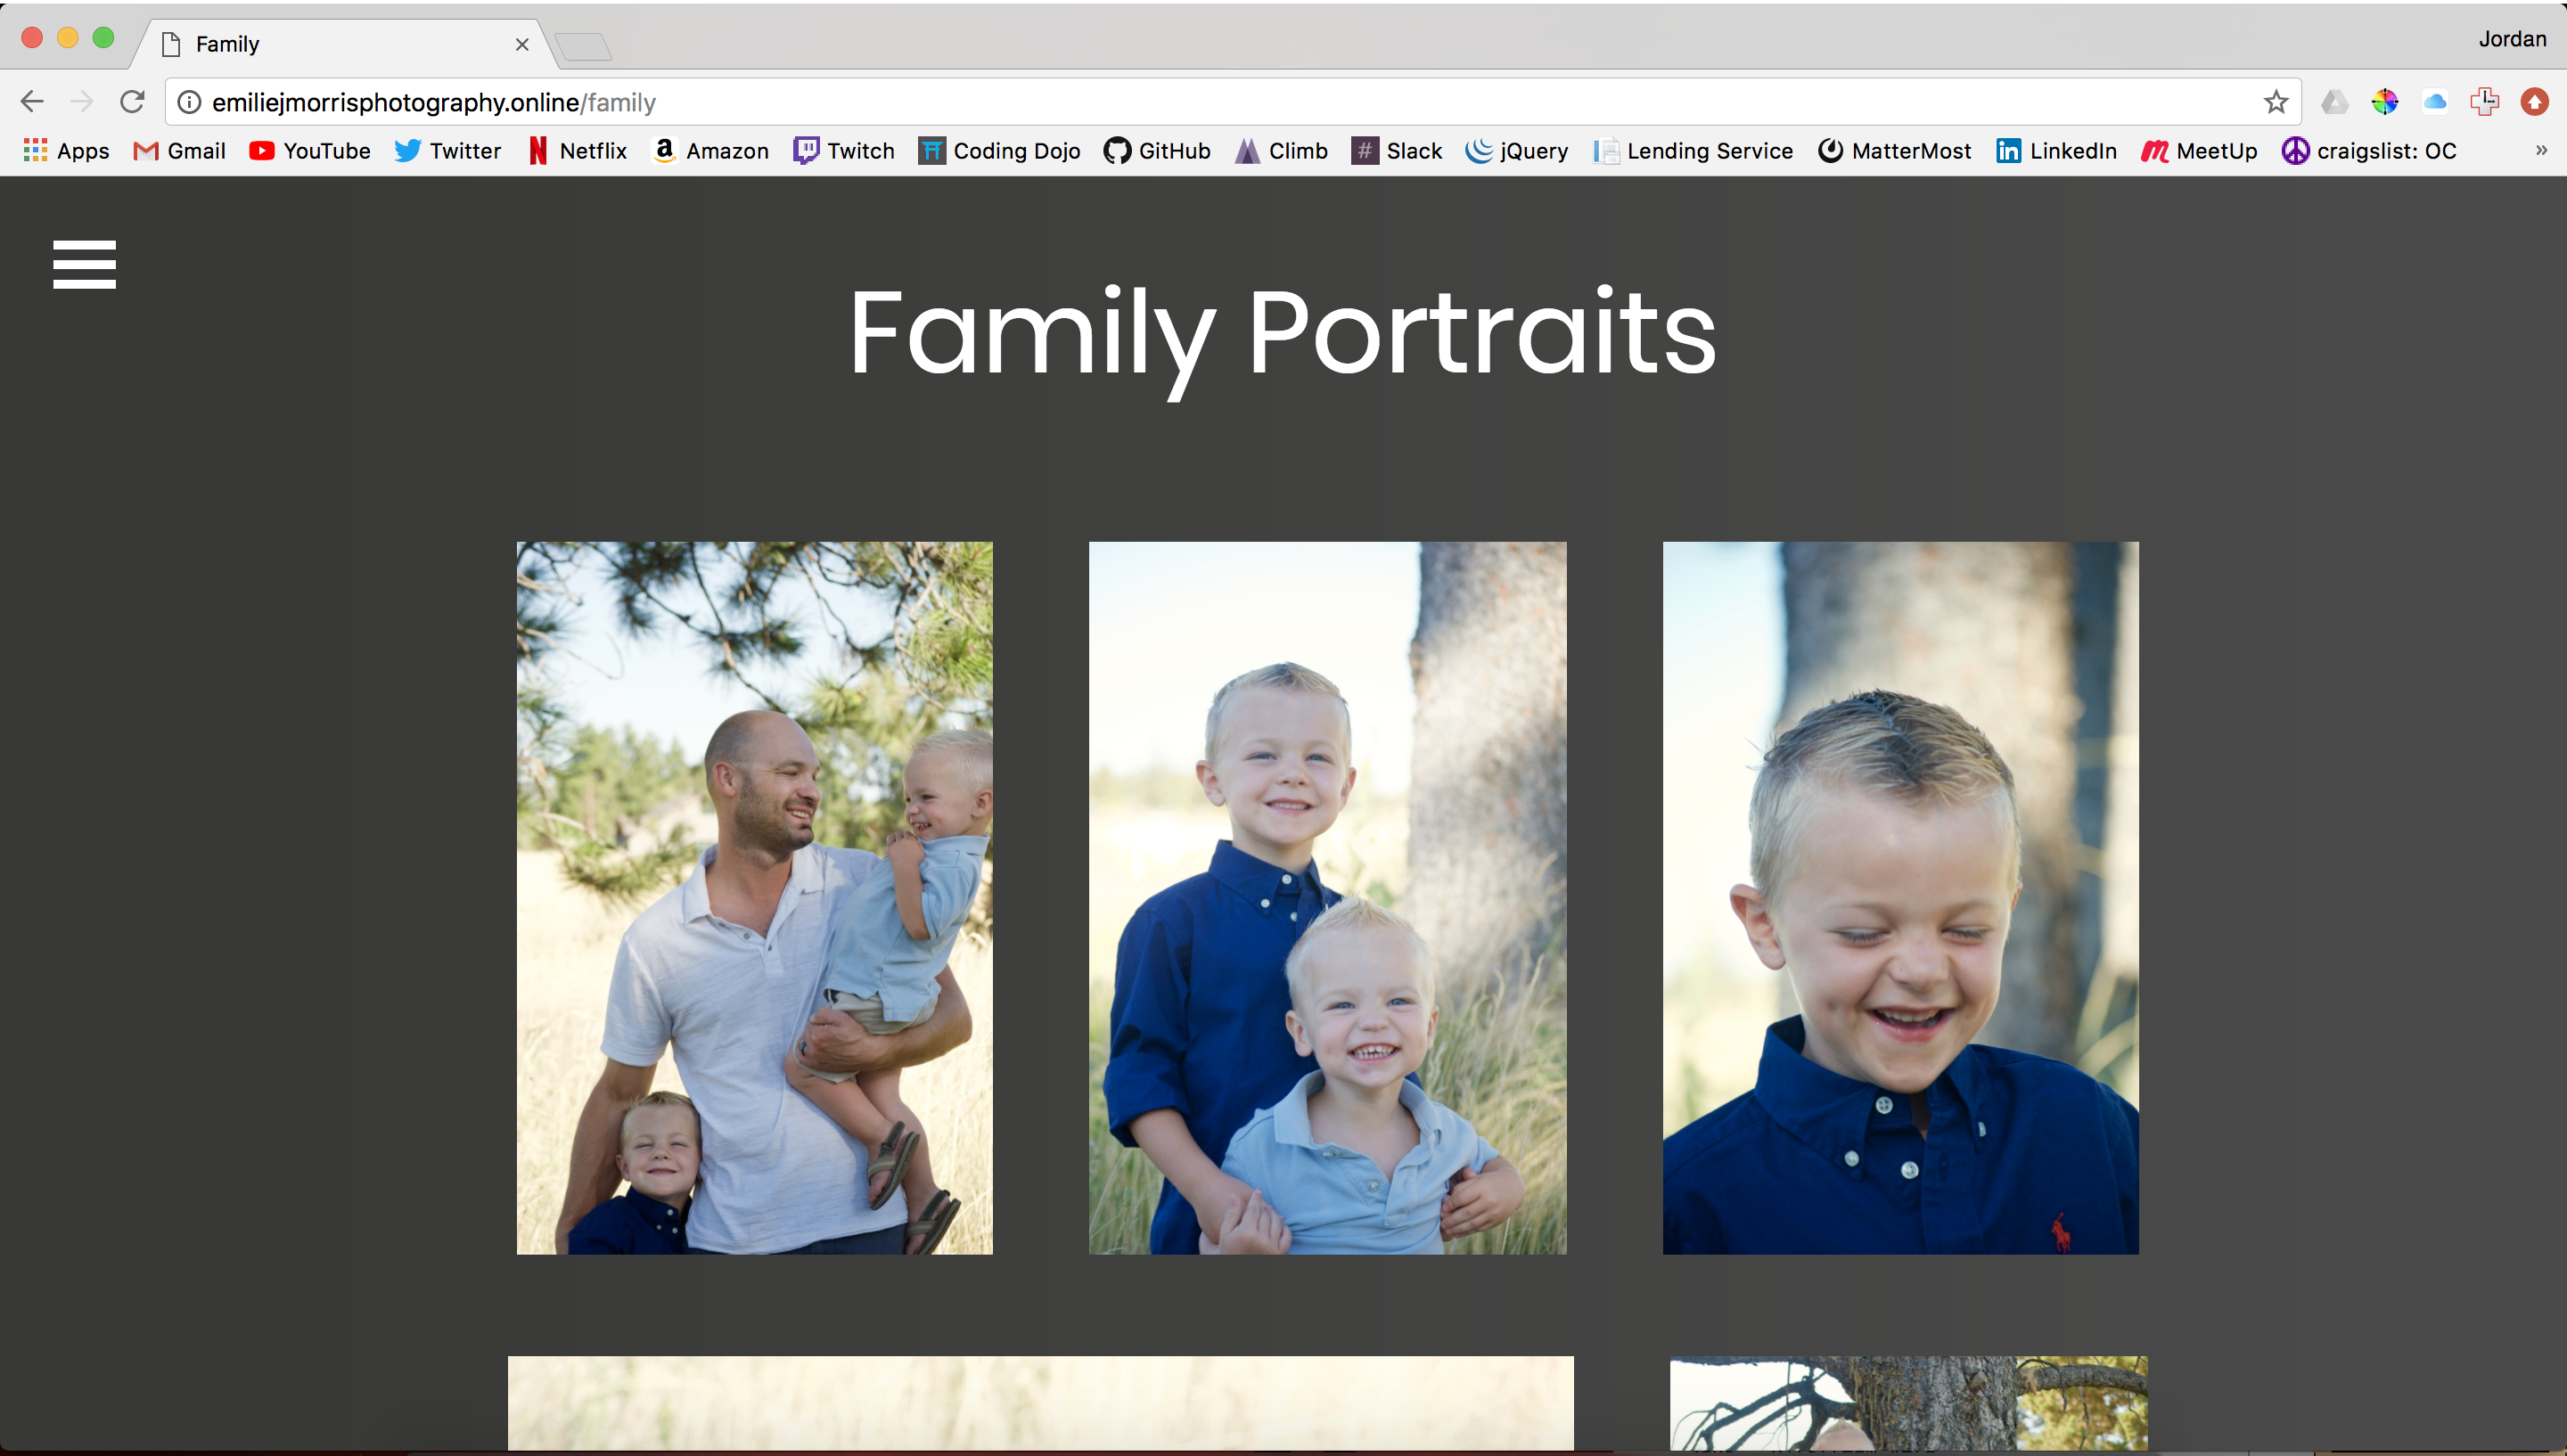 Family
Jordan
emiliejmorrisphotography.online/family
Apps Gmail YouTube Twitter Netflix Amazon Twitch Coding Dojo GitHub Climb Slack jQuery Lending Service MatterMost LinkedIn MeetUp craigslist: OC »
Family Portraits